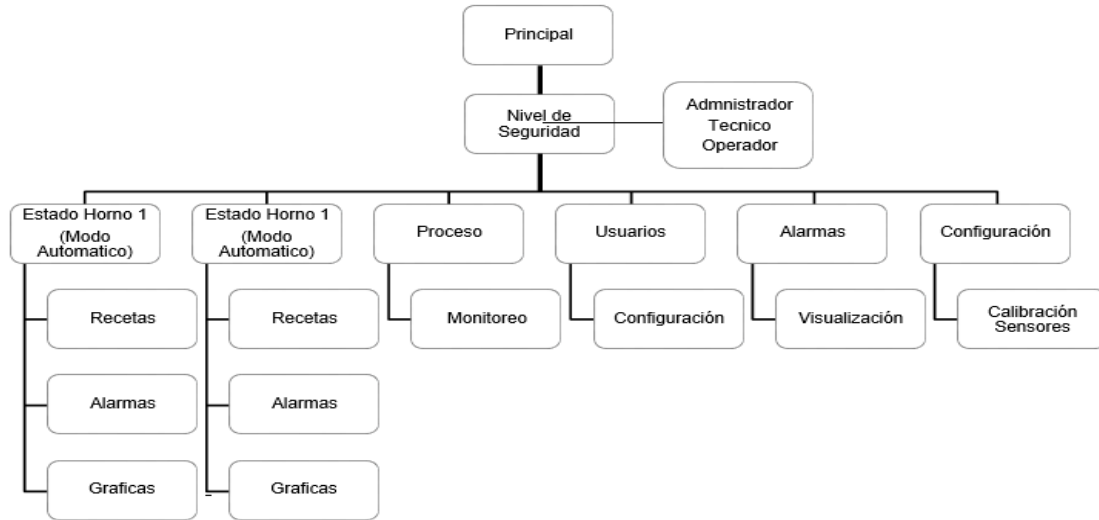 Principal
Nivel de
Seguridad
Admnistrador
Tecnico
Operador
Estado Horno 1
(Modo
Automatico)
Estado Horno 1
(Modo
Automatico)
Proceso
Usuarios
Alarmas
Configuración
Recetas
Recetas
Monitoreo
Configuración
Visualización
Calibración
Sensores
Alarmas
Alarmas
Graficas
Graficas